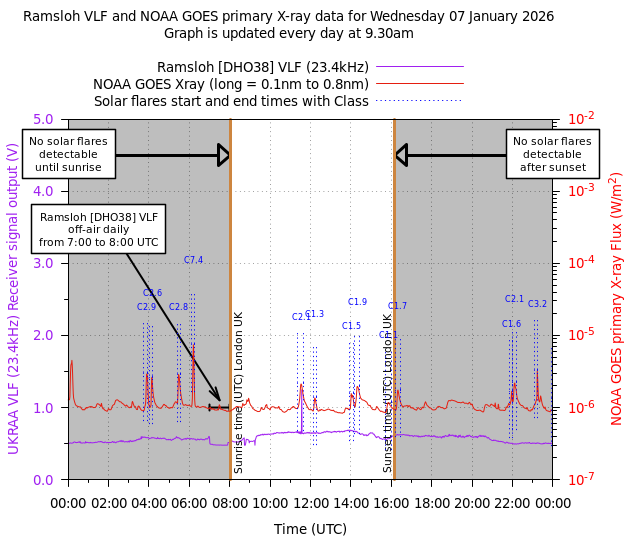 Ramsloh VLF and NOAA GOES primary X-ray data for Wednesday 07 January 2026
Graph is updated every day at 9.30am
Ramsloh [DHO38] VLF (23.4kHz)
NOAA GOES Xray (long = 0.1nm to 0.8nm)
Solar flares start and end times with Class
5.0
4.0
3.0
2.0
1.0
0.0
UKRAA VLF (23.4kHz) Receiver signal output (V)
No solar flares
detectable
until sunrise
Ramsloh [DHO38] VLF
off-air daily
from 7:00 to 8:00 UTC
No solar flares
detectable
after sunset
C2.9
C2.6
C2.8
C7.4
C2.1
C1.3
C1.5
C1.9
C1.7
C1.6
C2.1
C3.2
Sunrise time (UTC) London UK
Sunset time (UTC) London UK
10⁻²
10⁻³
10⁻⁴
10⁻⁵
10⁻⁶
10⁻⁷
NOAA GOES primary X-ray Flux (W/m²)
00:00 02:00 04:00 06:00 08:00 10:00 12:00 14:00 16:00 18:00 20:00 22:00 00:00
Time (UTC)